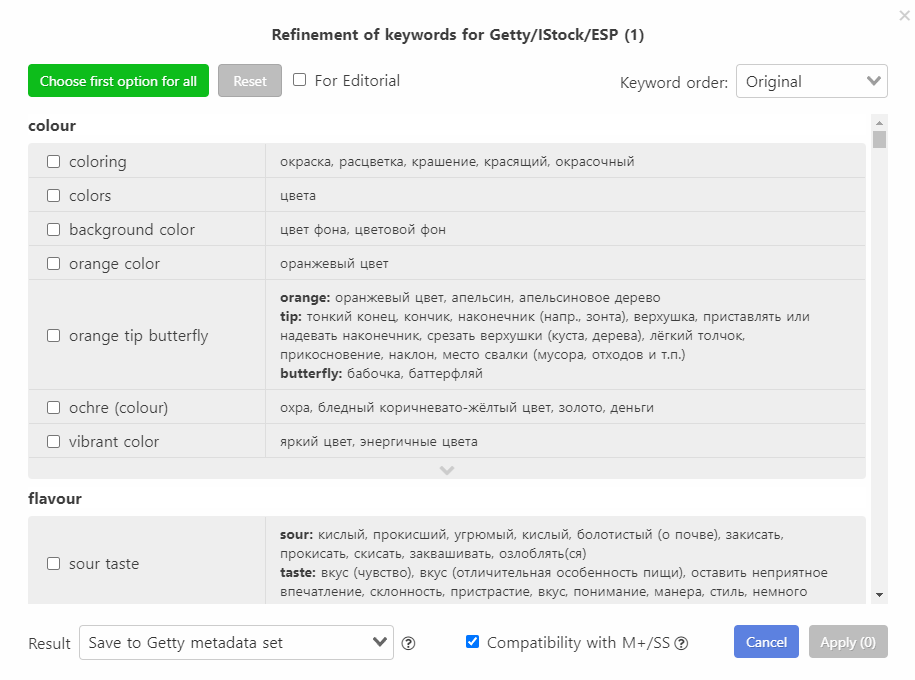 Refinement of keywords for Getty/IStock/ESP (1)
Choose first option for all
Reset
For Editorial
Keyword order:
Original
colour
coloring
окраска, расцветка, крашение, красящий, окрасочный
colors
цвета
background color
цвет фона, цветовой фон
orange color
оранжевый цвет
orange tip butterfly
orange: оранжевый цвет, апельсин, апельсиновое дерево
tip: тонкий конец, кончик, наконечник (напр., зонта), верхушка, приставлять или
надевать наконечник, срезать верхушки (куста, дерева), лёгкий толчок,
прикосновение, наклон, место свалки (мусора, отходов и т.п.)
butterfly: бабочка, баттерфляй
ochre (colour)
охра, бледный коричневато-жёлтый цвет, золото, деньги
vibrant color
яркий цвет, энергичные цвета
flavour
sour taste
sour: кислый, прокисший, угрюмый, кислый, болотистый (о почве), закисать,
прокисать, скисать, заквашивать, озлоблять(ся)
taste: вкус (чувство), вкус (отличительная особенность пищи), оставить неприятное
впечатление, склонность, пристрастие, вкус, понимание, манера, стиль, немного
Result
Save to Getty metadata set
?
Compatibility with M+/SS
?
Cancel
Apply (0)